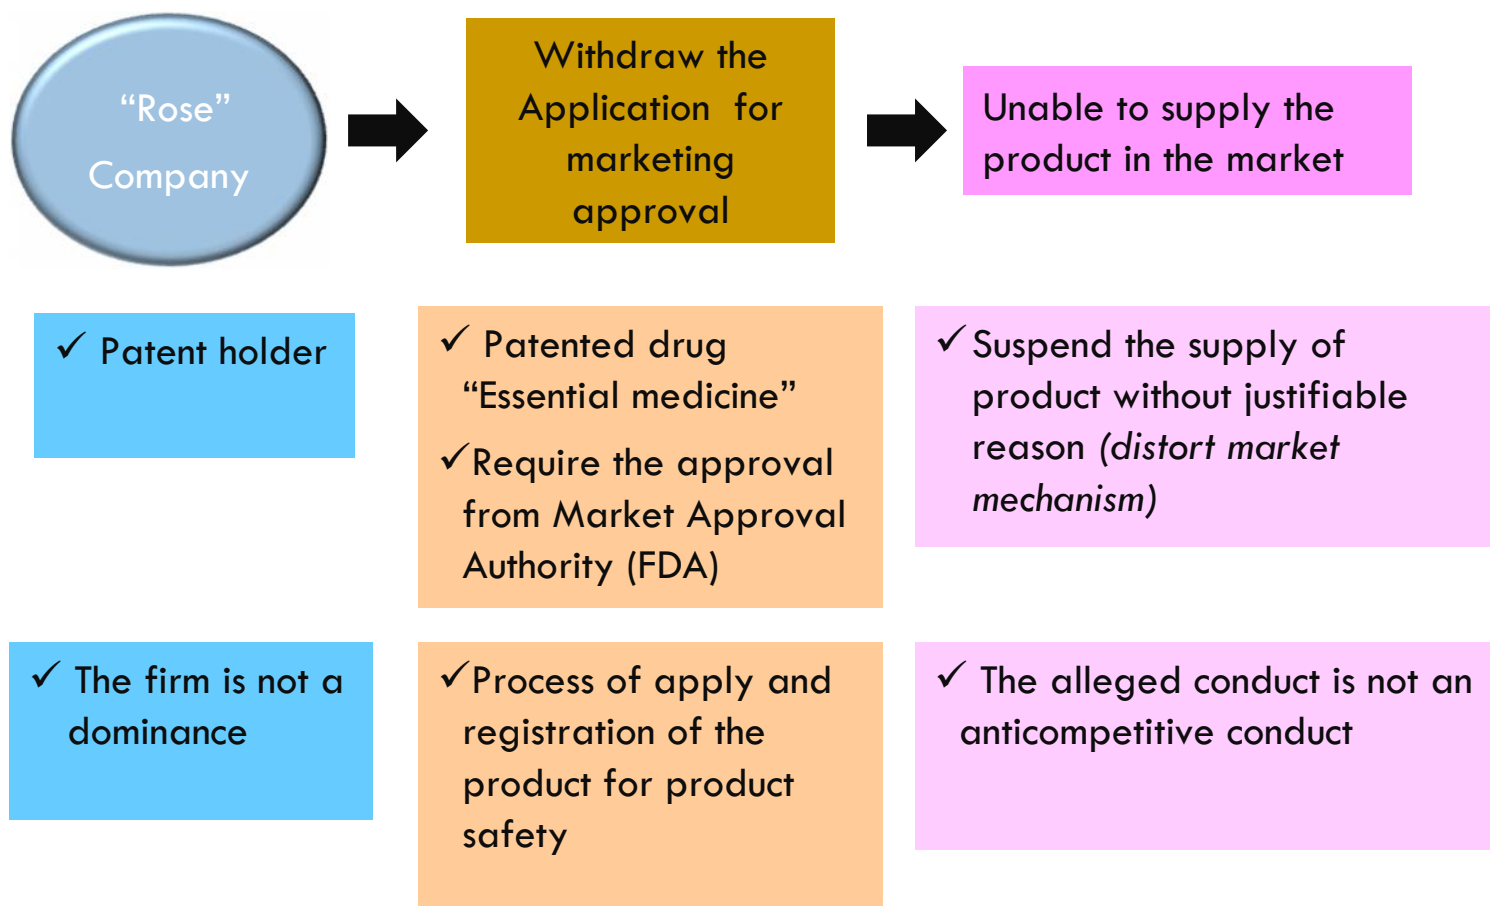 “Rose”
Company
Withdraw the
Application for
marketing
approval
Unable to supply the
product in the market
✓ Patent holder
✓ Patented drug
“Essential medicine”
✓Require the approval
from Market Approval
Authority (FDA)
✓Suspend the supply of
product without justifiable
reason (distort market
mechanism)
✓ The firm is not a
dominance
✓Process of apply and
registration of the
product for product
safety
✓ The alleged conduct is not an
anticompetitive conduct